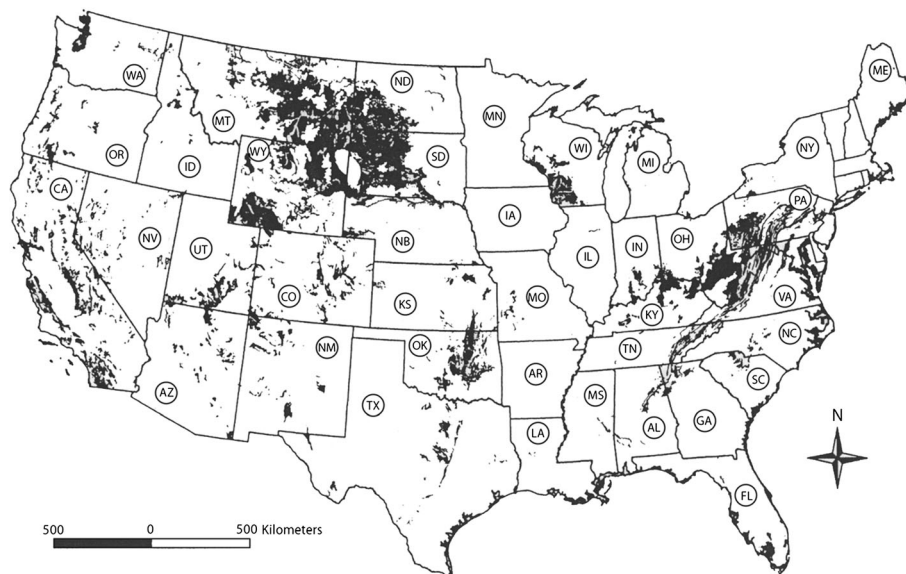 ME
WA
ND
MT
MN
OR
ID
WY
SD
WI
MI
NY
CA
NV
UT
CO
NB
IA
IL
IN
OH
PA
KS
MO
KY
VA
AZ
NM
OK
AR
TN
NC
SC
TX
LA
MS
AL
GA
N
FL
500 0 500 Kilometers